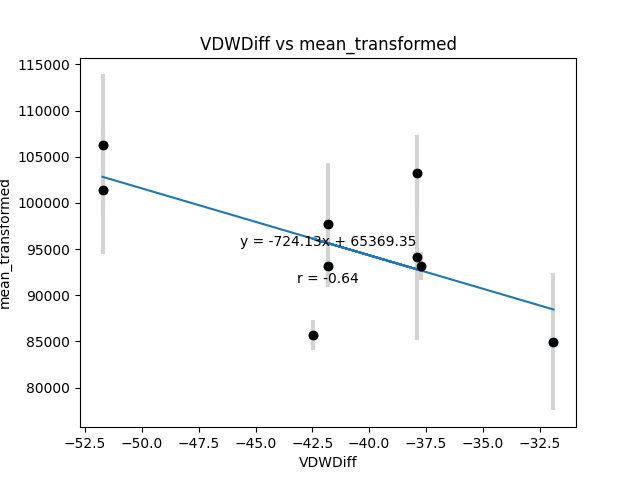 VDWDiff vs mean_transformed
115000
110000
105000
100000
95000
90000
85000
80000
mean_transformed
y = -724.13x + 65369.35
r = -0.64
−52.5 −50.0 −47.5 −45.0 −42.5 −40.0 −37.5 −35.0 −32.5
VDWDiff